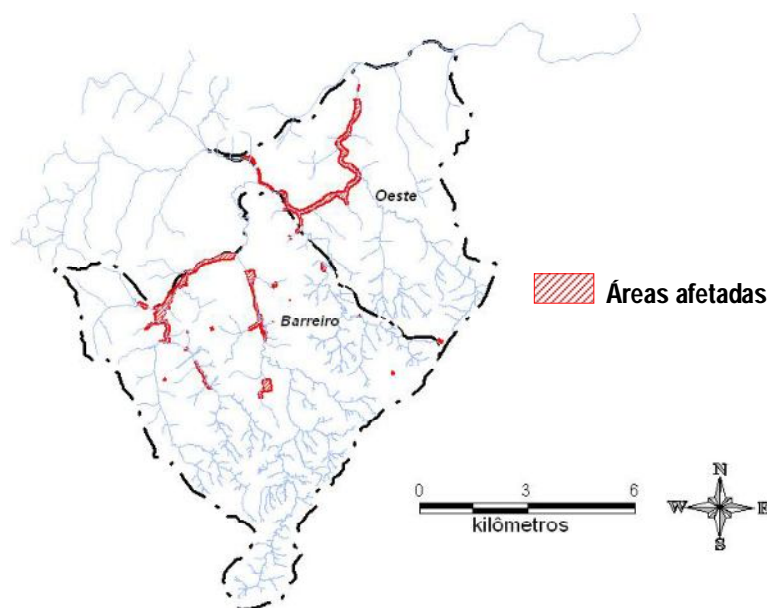 Oeste
Áreas afetadas
Barreiro
0 3 6
kilômetros
N
W E
S